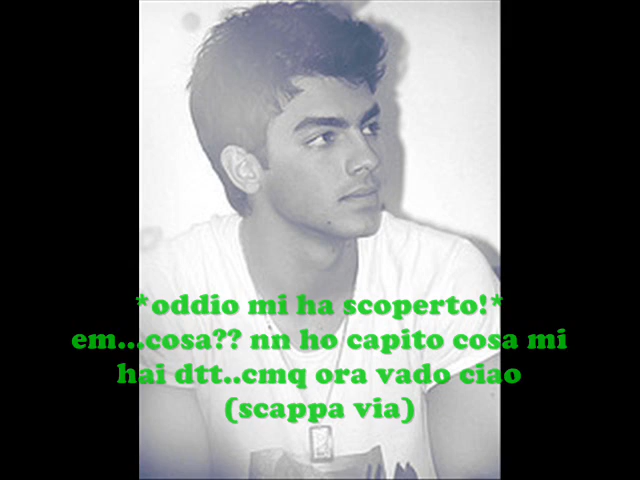 *oddio mi ha scoperto!*
em...cosa?? nn ho capito cosa mi
hai dtt..cmq ora vado ciao
(scappa via)